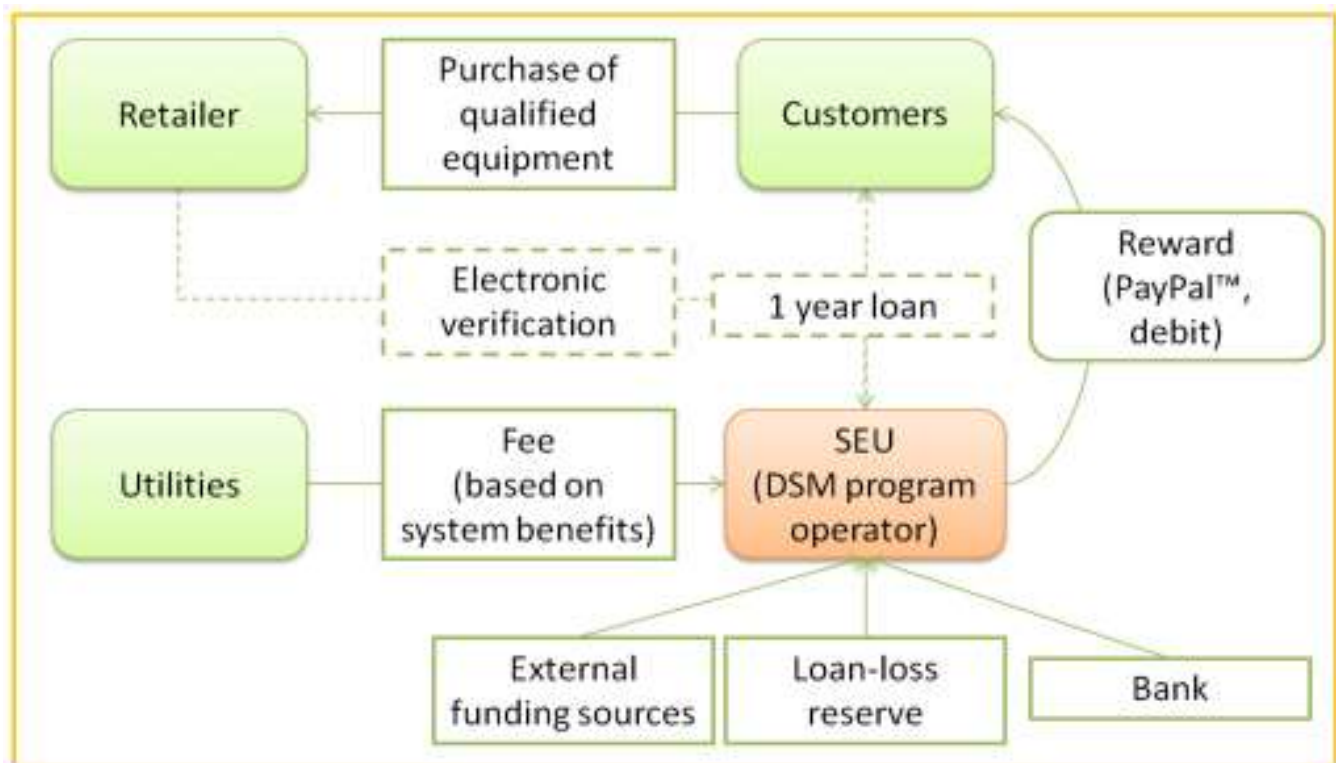 Retailer
Purchase of
qualified
equipment
Customers
Reward
(PayPal™,
debit)
Electronic
verification
1 year loan
Utilities
Fee
(based on
system benefits)
SEU
(DSM program
operator)
External
funding sources
Loan-loss
reserve
Bank